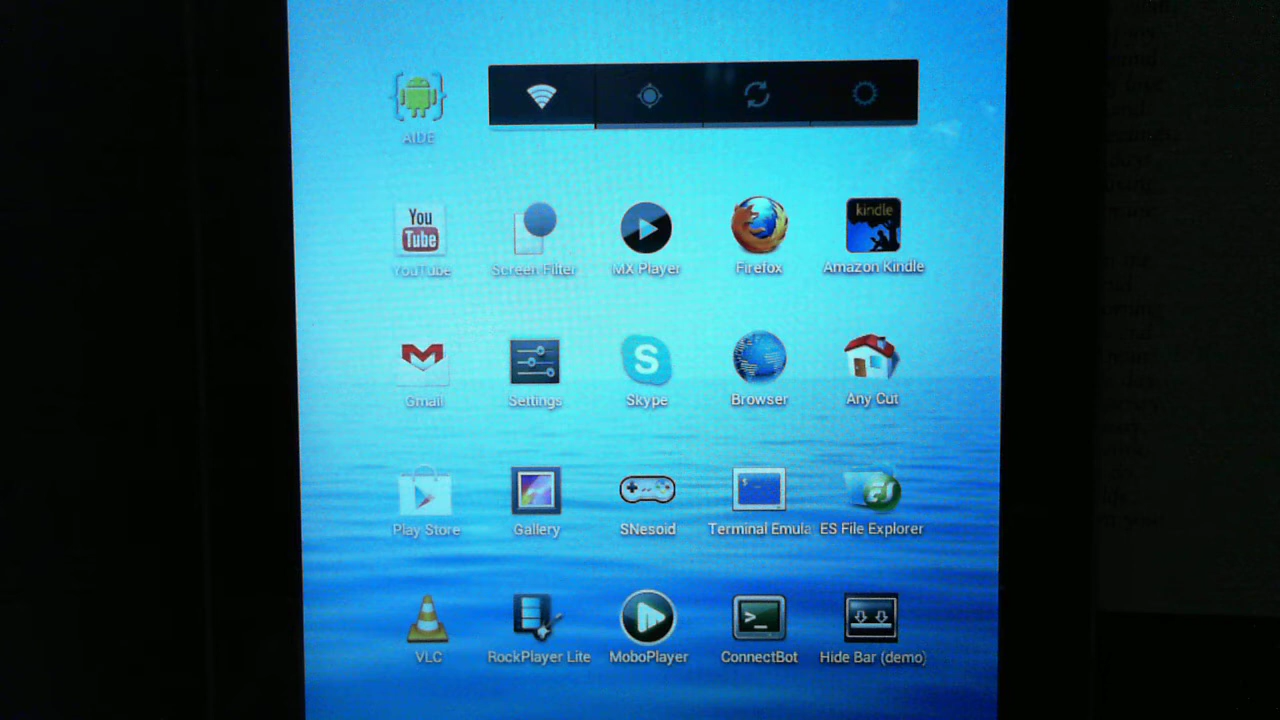 AIDE
You
Tube
kindle
YouTube
Screen Filter
MX Player
Firefox
Amazon Kindle
S
Gmail
Settings
Skype
Browser
Any Cut
$ _
ES
Play Store
Gallery
SNesoid
Terminal Emula
ES File Explorer
>_
VLC
RockPlayer Lite
MoboPlayer
ConnectBot
Hide Bar (demo)